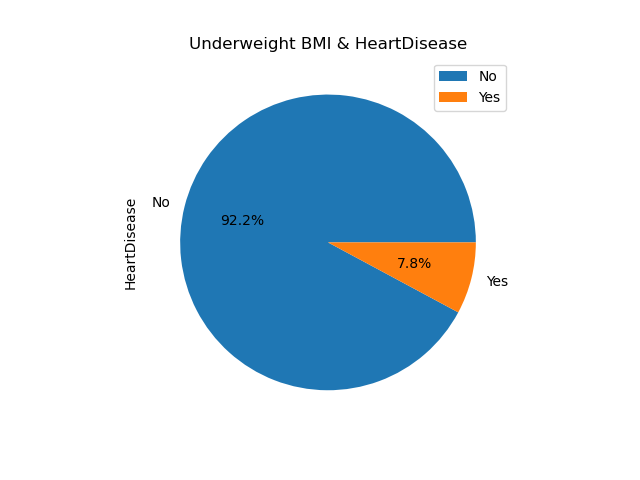 Underweight BMI & HeartDisease
No
Yes
No
92.2%
HeartDisease
7.8%
Yes